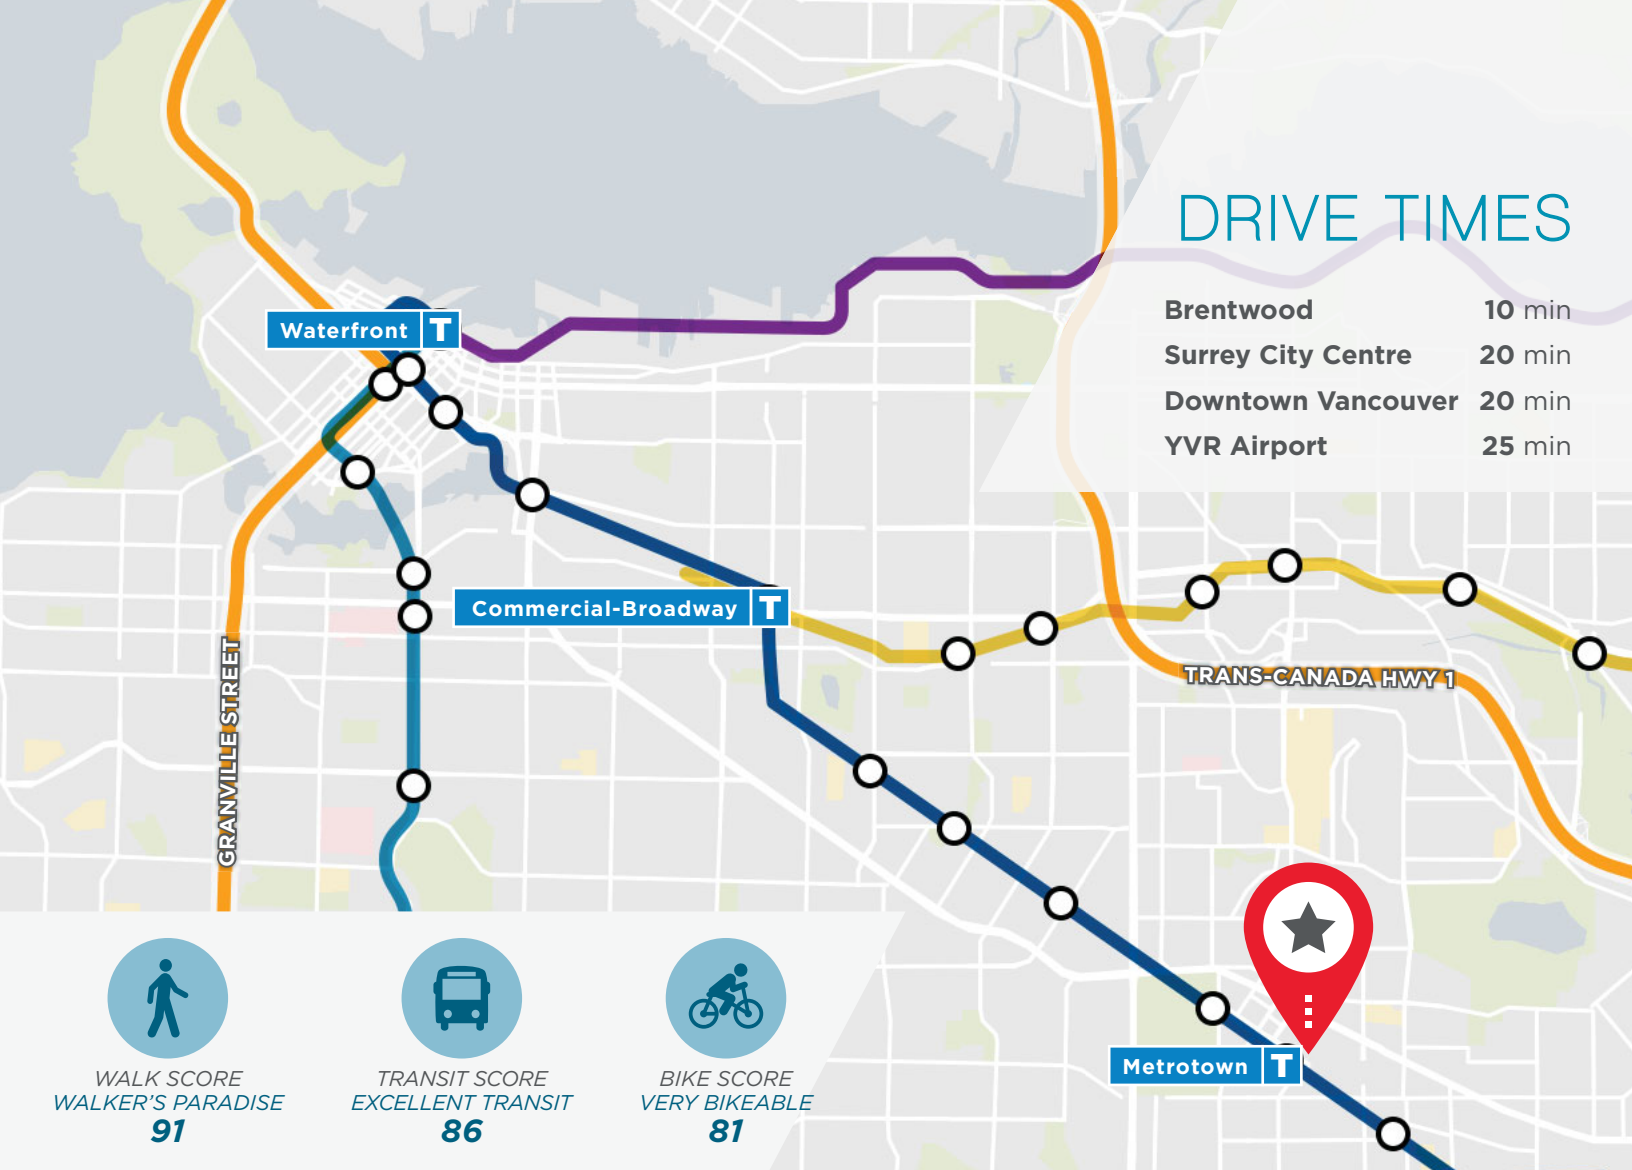 DRIVE TIMES
Brentwood 10 min
Surrey City Centre 20 min
Downtown Vancouver 20 min
YVR Airport 25 min
Waterfront T
Commercial-Broadway T
TRANS-CANADA HWY 1
GRANVILLE STREET
Metrotown T
WALK SCORE
WALKER'S PARADISE
91
TRANSIT SCORE
EXCELLENT TRANSIT
86
BIKE SCORE
VERY BIKEABLE
81